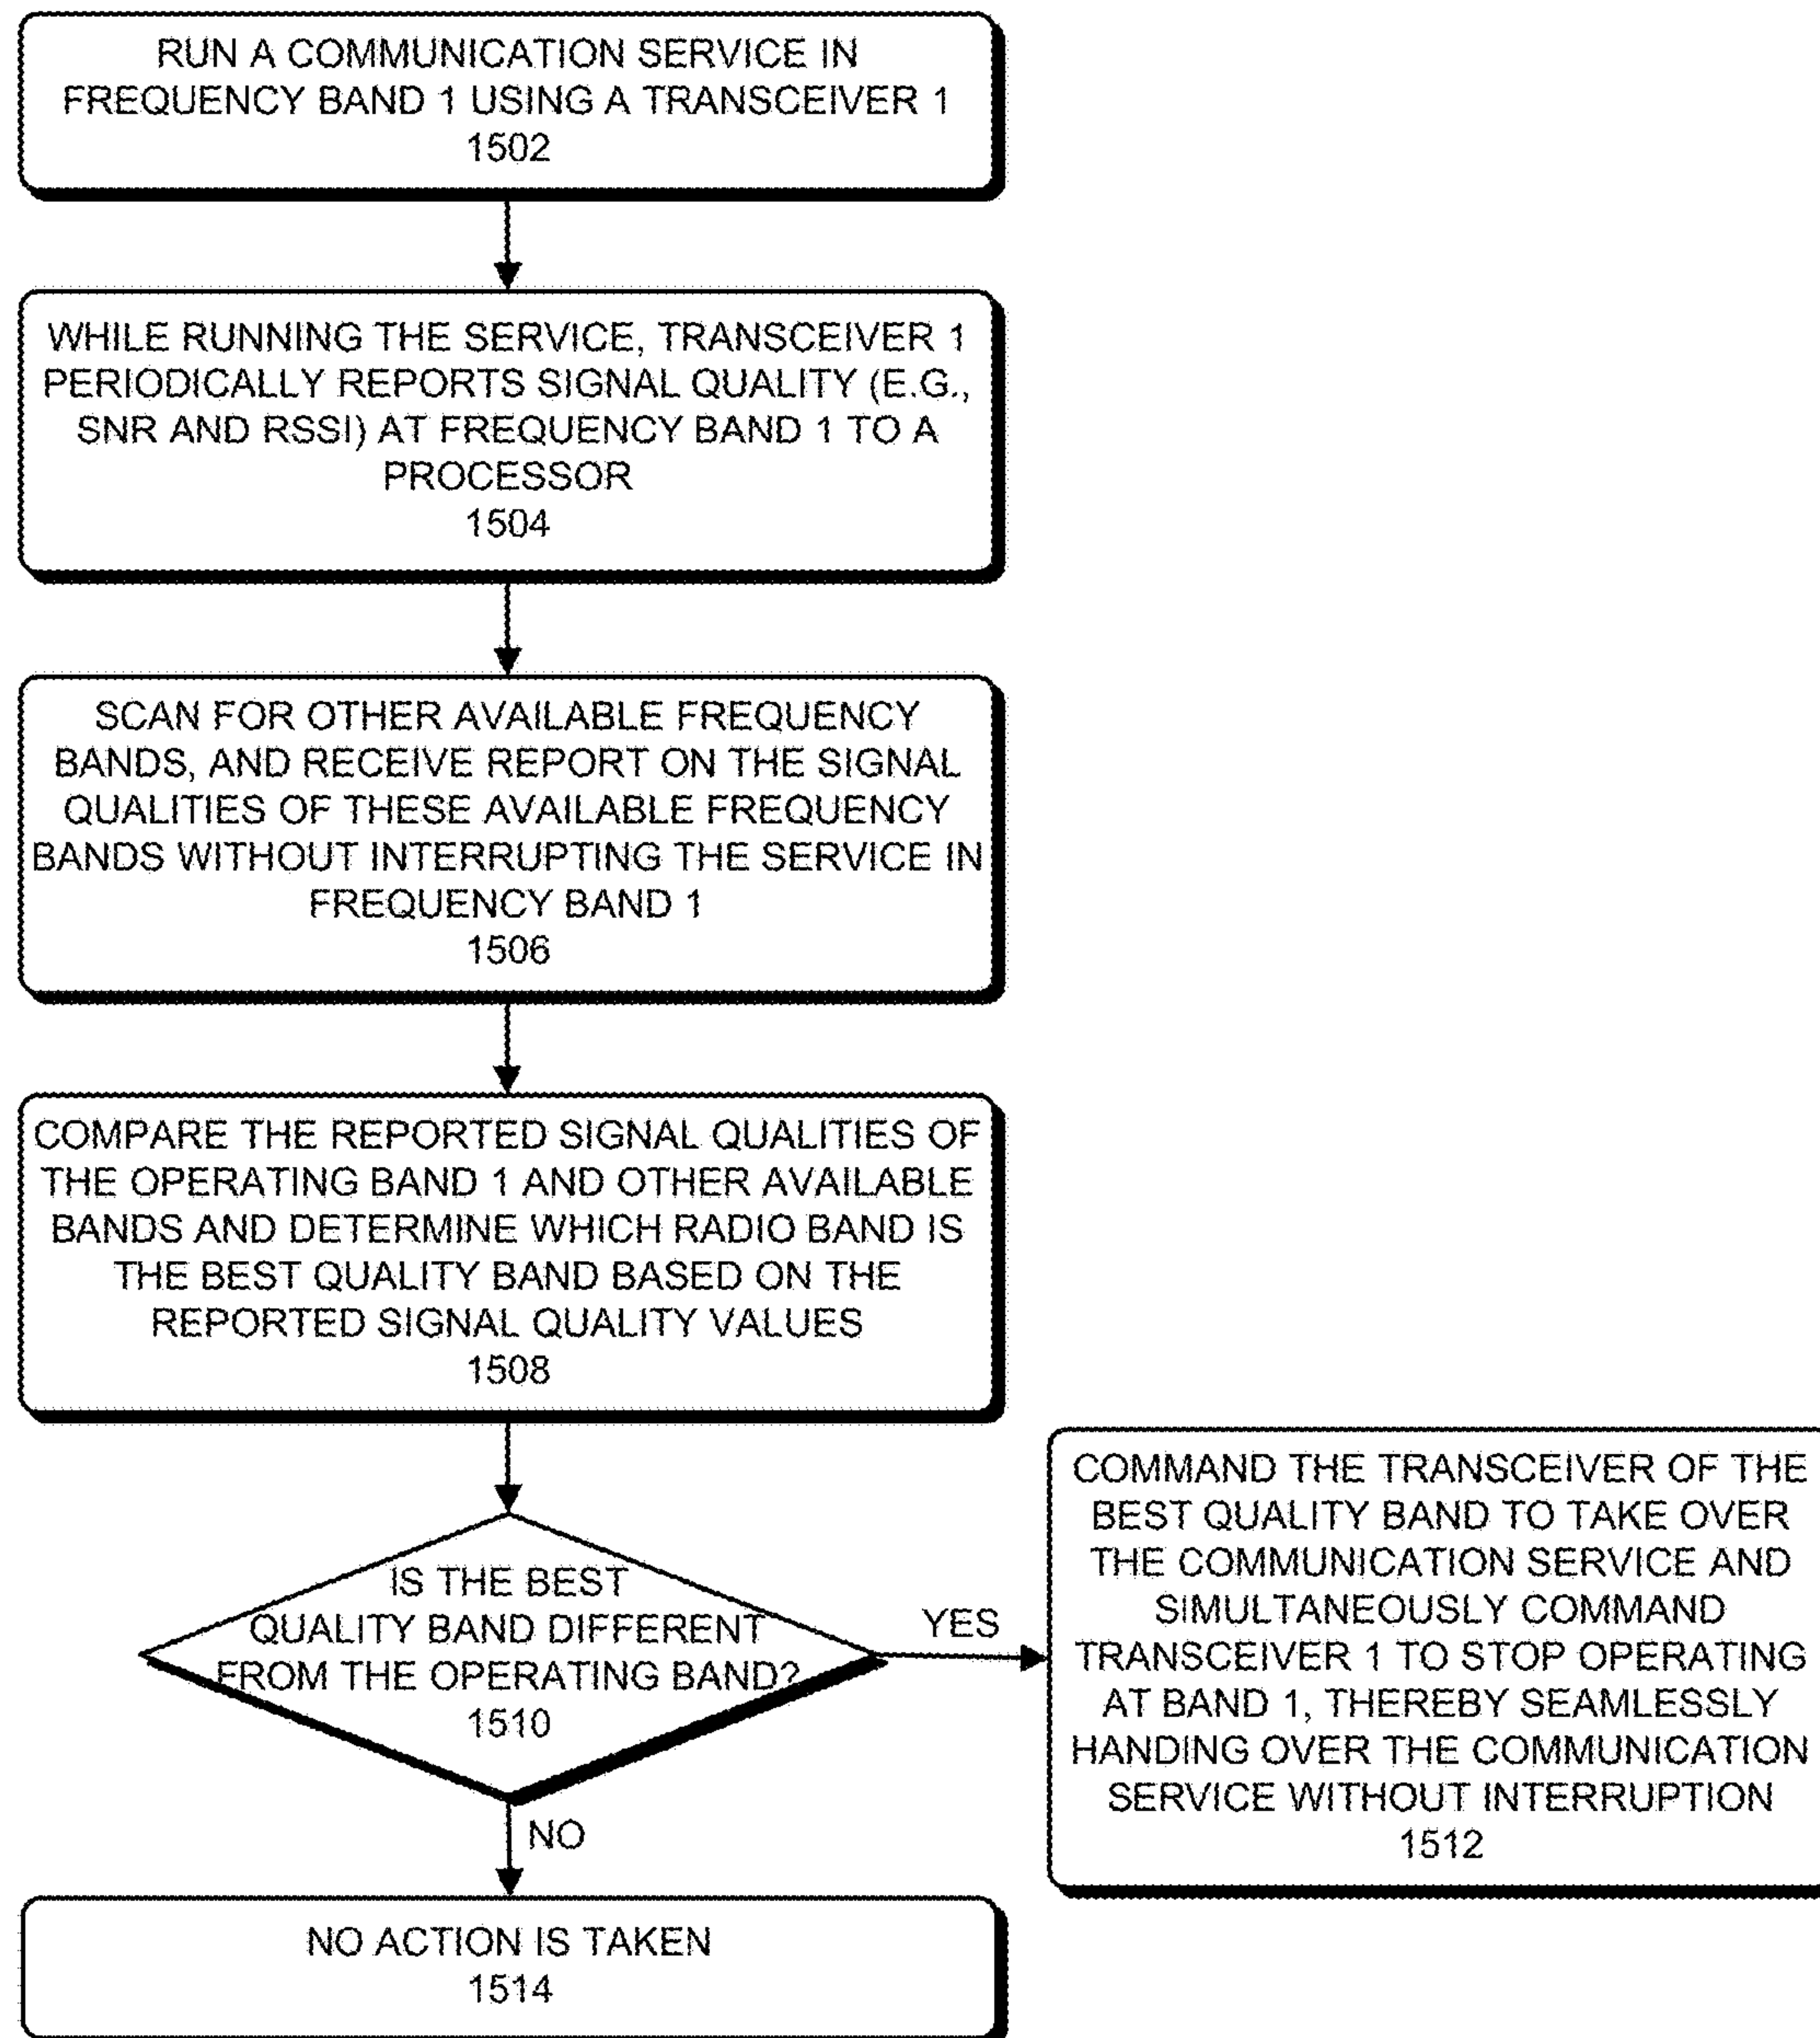 RUN A COMMUNICATION SERVICE IN
FREQUENCY BAND 1 USING A TRANSCEIVER 1
1502
WHILE RUNNING THE SERVICE, TRANSCEIVER 1
PERIODICALLY REPORTS SIGNAL QUALITY (E.G.,
SNR AND RSSI) AT FREQUENCY BAND 1 TO A
PROCESSOR
1504
SCAN FOR OTHER AVAILABLE FREQUENCY
BANDS, AND RECEIVE REPORT ON THE SIGNAL
QUALITIES OF THESE AVAILABLE FREQUENCY
BANDS WITHOUT INTERRUPTING THE SERVICE IN
FREQUENCY BAND 1
1506
COMPARE THE REPORTED SIGNAL QUALITIES OF
THE OPERATING BAND 1 AND OTHER AVAILABLE
BANDS AND DETERMINE WHICH RADIO BAND IS
THE BEST QUALITY BAND BASED ON THE
REPORTED SIGNAL QUALITY VALUES
1508
IS THE BEST
QUALITY BAND DIFFERENT
FROM THE OPERATING BAND?
1510
YES
COMMAND THE TRANSCEIVER OF THE
BEST QUALITY BAND TO TAKE OVER
THE COMMUNICATION SERVICE AND
SIMULTANEOUSLY COMMAND
TRANSCEIVER 1 TO STOP OPERATING
AT BAND 1, THEREBY SEAMLESSLY
HANDING OVER THE COMMUNICATION
SERVICE WITHOUT INTERRUPTION
1512
NO
NO ACTION IS TAKEN
1514